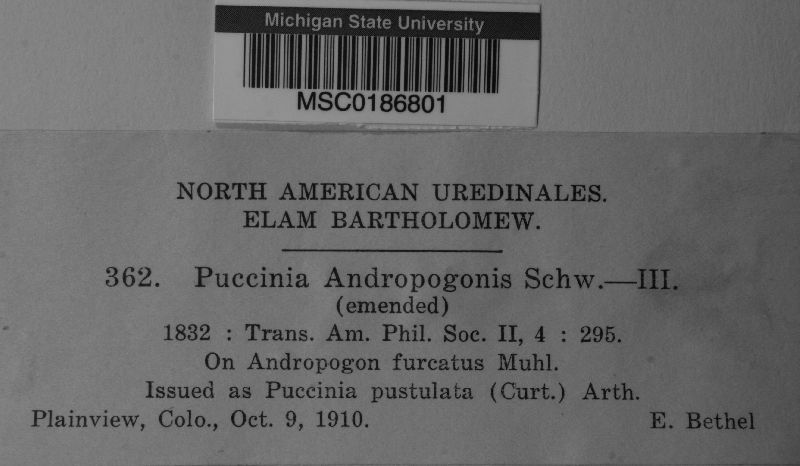 Michigan State University
MSC0186801
NORTH AMERICAN UREDINALES.
ELAM BARTHOLOMEW.
362. Puccinia Andropogonis Schw.—III.
(emended)
1832 : Trans. Am. Phil. Soc. II, 4 : 295.
On Andropogon furcatus Muhl.
Issued as Puccinia pustulata (Curt.) Arth.
Plainview, Colo., Oct. 9, 1910. E. Bethel